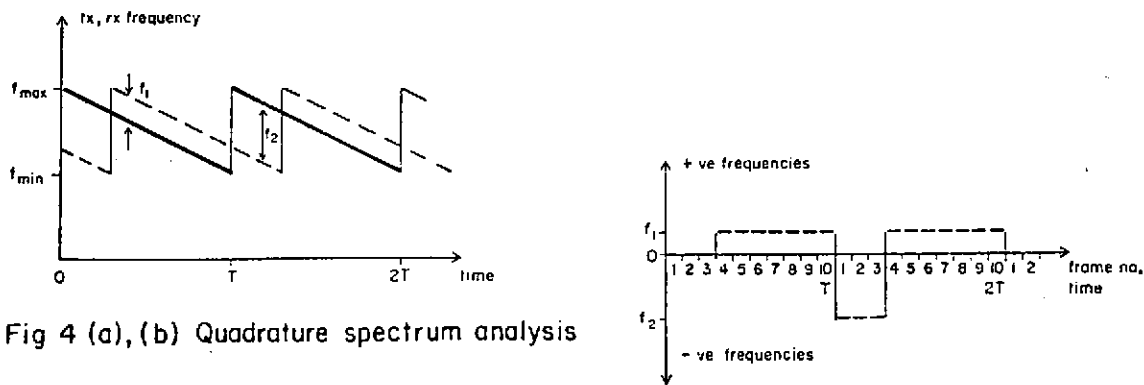 tx, rx frequency
f1
fmax
f2
fmin
0 T 2T time
Fig 4 (a), (b) Quadrature spectrum analysis
+ve frequencies
f1
0
1 2 3 4 5 6 7 8 9 10 1 2 3 4 5 6 7 8 9 10 1 2 frame no.
T 2T time
f2
-ve frequencies